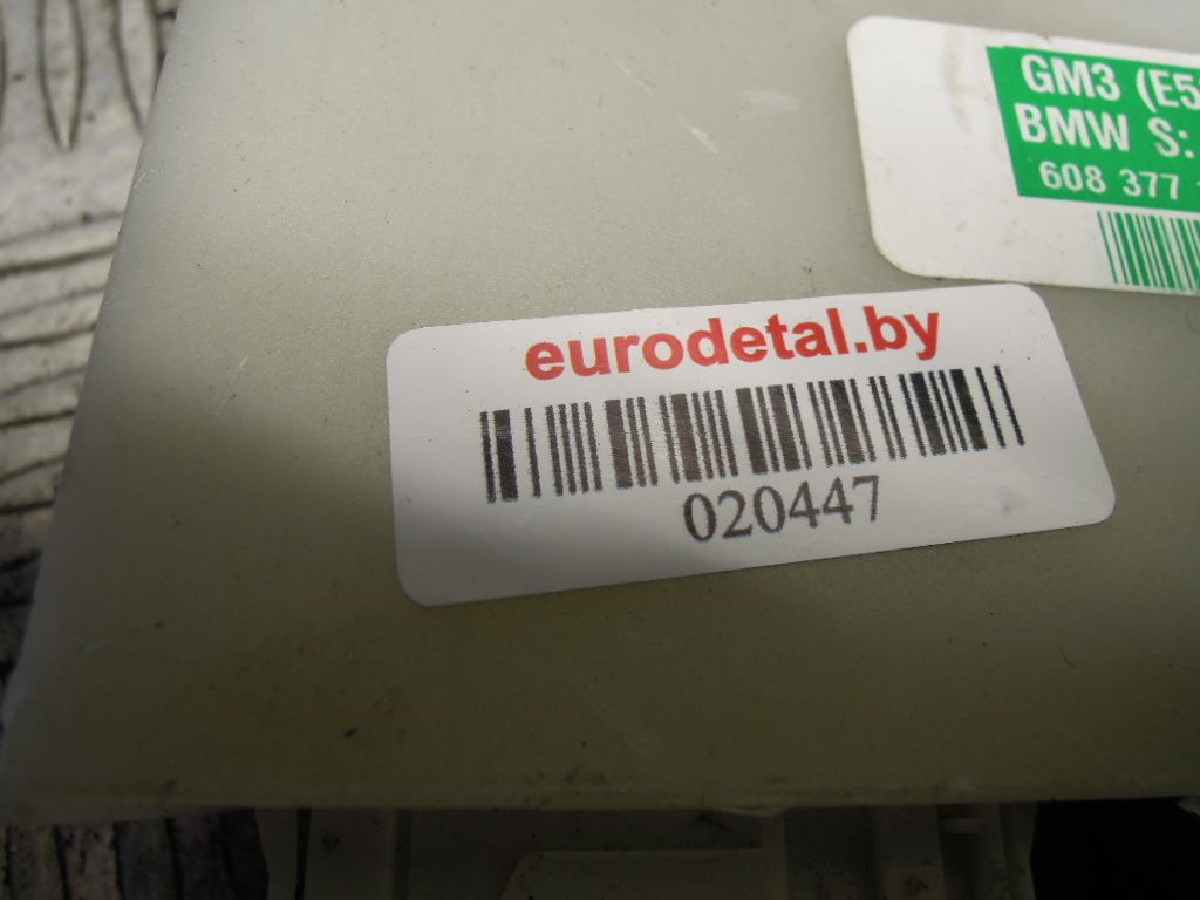 GM3 (E5
BMW S:
608 377
eurodetal.by
020447